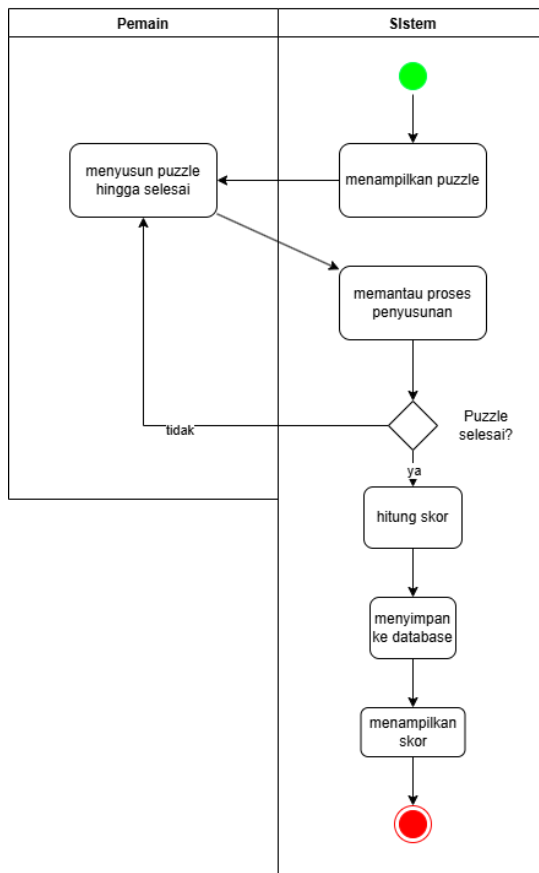 Pemain
SIstem
menampilkan puzzle
menyusun puzzle
hingga selesai
memantau proses
penyusunan
Puzzle
selesai?
tidak
ya
hitung skor
menyimpan
ke database
menampilkan
skor